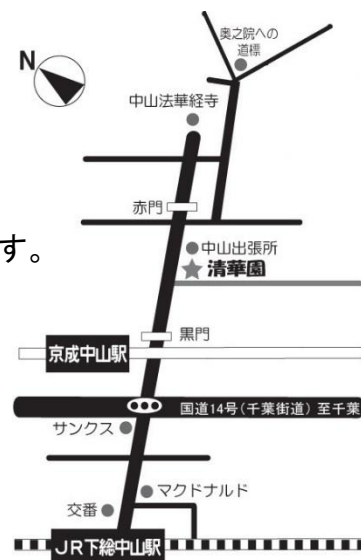 奥之院への
道標
N
中山法華経寺
赤門
す。
中山出張所
清華園
黒門
京成中山駅
国道14号(千葉街道) 至千葉
サンクス
マクドナルド
交番
JR下総中山駅